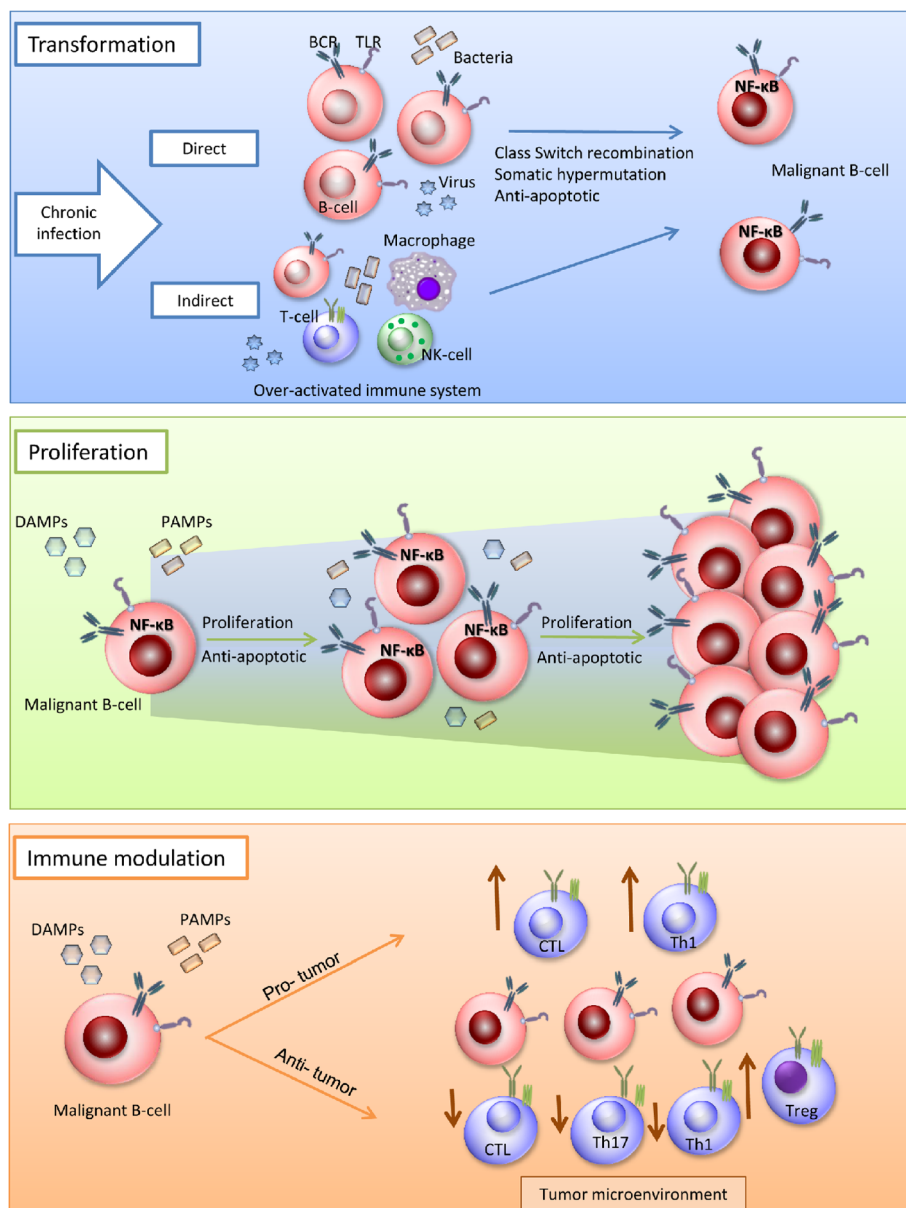 Transformation
BCR TLR
Bacteria
NF-κB
Direct
Class Switch recombination
Somatic hypermutation
Anti-apoptotic
Malignant B-cell
Virus
B-cell
Chronic
infection
NF-κB
Macrophage
Indirect
T-cell
NK-cell
Over-activated immune system
Proliferation
DAMPs
PAMPs
NF-κB
NF-κB
Proliferation
Anti-apoptotic
NF-κB
NF-κB
Proliferation
Anti-apoptotic
Malignant B-cell
Immune modulation
DAMPs
PAMPs
CTL
Th1
Pro- tumor
Anti- tumor
Malignant B-cell
CTL
Th17
Th1
Treg
Tumor microenvironment